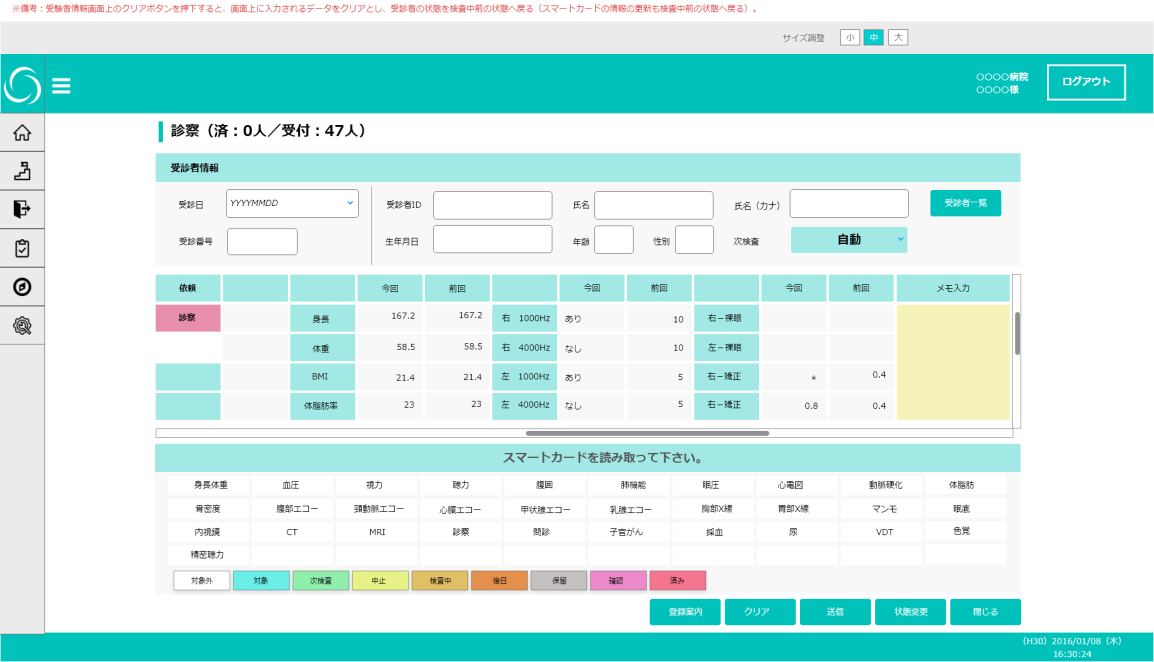 ※備考：受験者情報画面上のクリアボタンを押下すると、画面上に入力されるデータをクリアとし、受診者の状態を検査中前の状態へ戻る（スマートカードの情報の更新も検査中前の状態へ戻る）。
サイズ調整 小 中 大
○○○○病院
○○○○様
ログアウト
診察（済：0人／受付：47人）
受診者情報
受診日 YYYYMMDD 受診者ID 氏名 氏名（カナ） 受診者一覧
受診番号 生年月日 年齢 性別 次検査 自動
依頼 今回 前回 今回 前回 今回 前回 メモ入力
診察 身長 167.2 167.2 右 1000Hz あり 10 右－裸眼
体重 58.5 58.5 右 4000Hz なし 10 左－裸眼
BMI 21.4 21.4 左 1000Hz あり 5 右－矯正 * 0.4
体脂肪率 23 23 左 4000Hz なし 5 右－矯正 0.8 0.4
スマートカードを読み取って下さい。
身長体重 血圧 視力 聴力 腹囲 肺機能 眼圧 心電図 動脈硬化 体脂肪
骨密度 腹部エコー 頚動脈エコー 心臓エコー 甲状腺エコー 乳腺エコー 胸部X線 胃部X線 マンモ 眼底
内視鏡 CT MRI 診察 問診 子宮がん 採血 尿 VDT 色覚
精密聴力
対象外 対象 次検査 中止 検査中 後日 保留 確認 済み
登録案内 クリア 送信 状態変更 閉じる
（H30）2016/01/08（木）
16:30:24